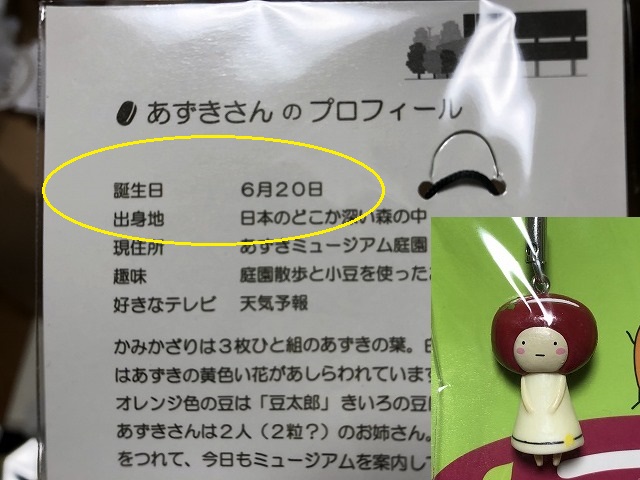 あずきさんのプロフィール
誕生日 6月20日
出身地 日本のどこか深い森の中
現住所 あずきミュージアム庭園
趣味 庭園散歩と小豆を使ったお
好きなテレビ 天気予報
かみかざりは3枚ひと組のあずきの葉。
はあずきの黄色い花があしらわれています
オレンジ色の豆は「豆太郎」きいろの豆に
あずきさんは2人（2粒？）のお姉さん。
をつれて、今日もミュージアムを案内して